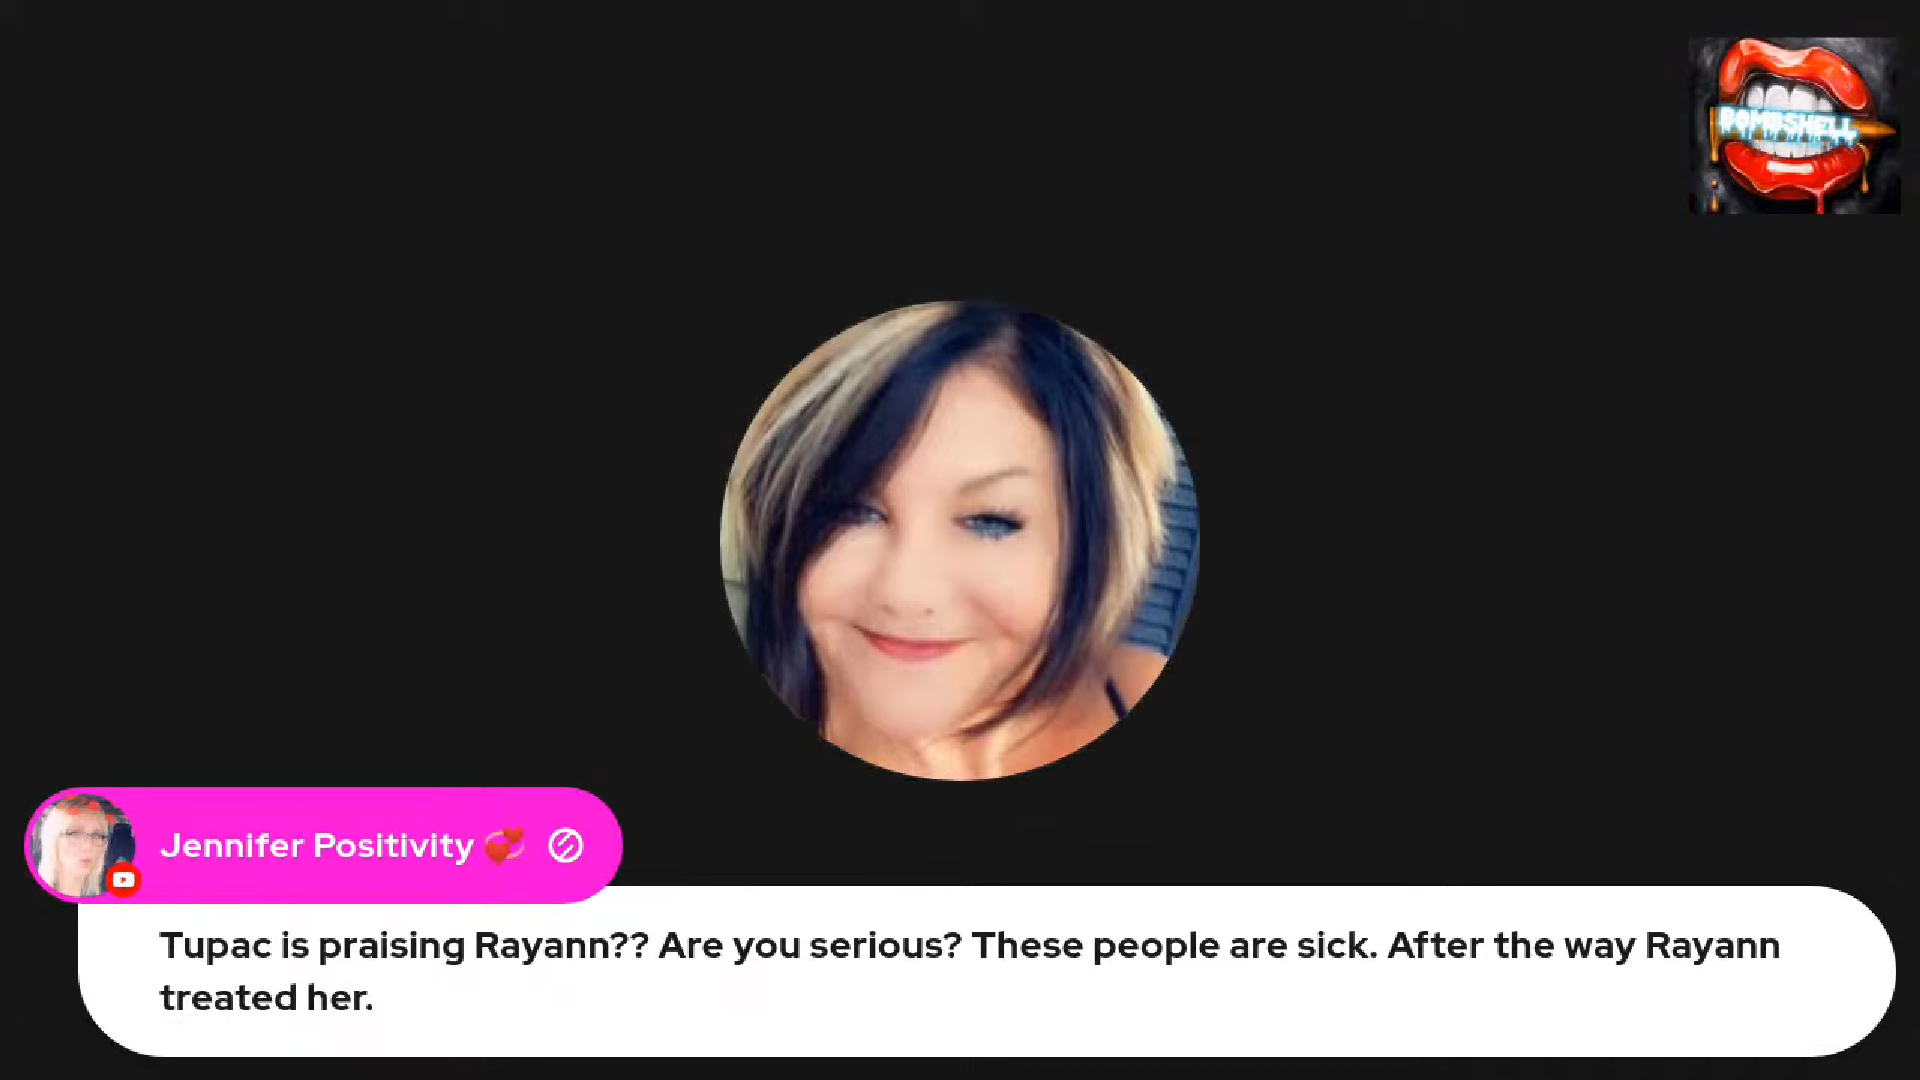 BOMBSHELL
Jennifer Positivity 💞
Tupac is praising Rayann?? Are you serious? These people are sick. After the way Rayann
treated her.